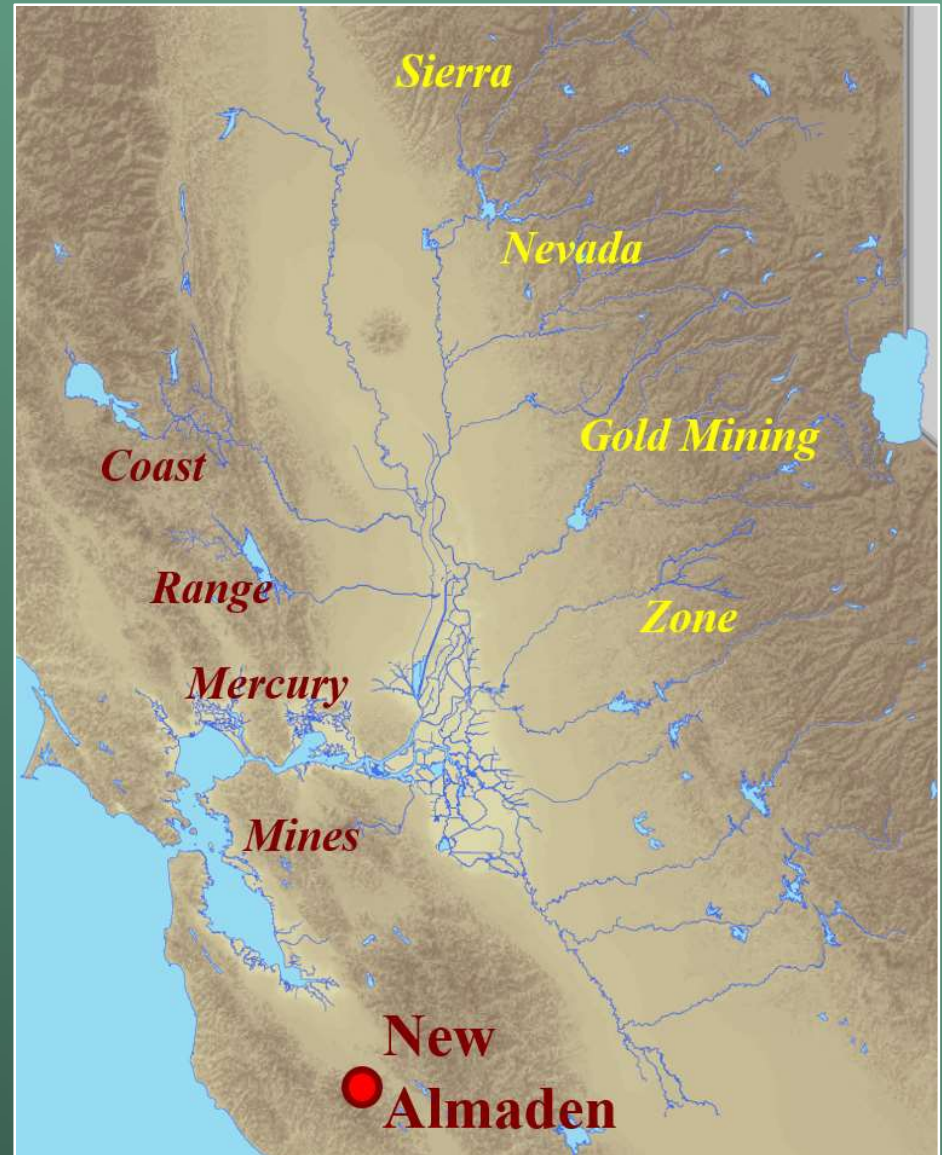 Sierra
Nevada
Gold Mining
Zone
Coast
Range
Mercury
Mines
New
Almaden